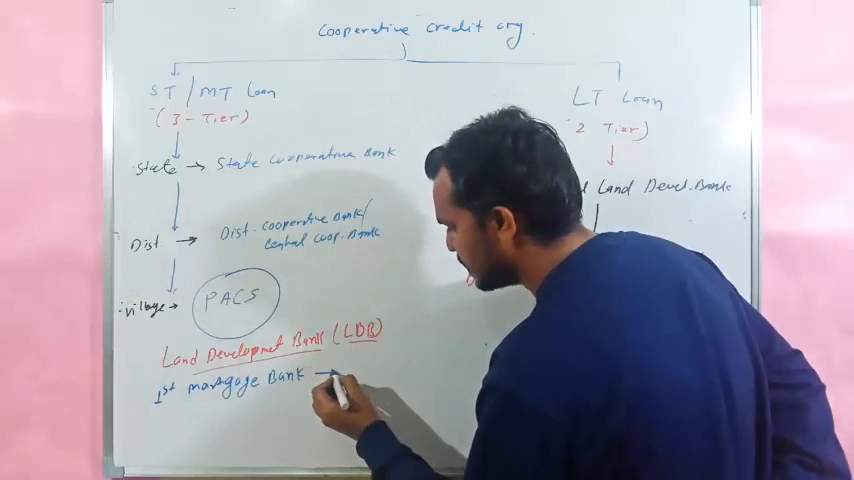 Cooperative credit org.
ST/MT Loan
(3-Tier)
State → State Cooperative Bank
Dist. → Dist. Cooperative Bank/
central coop. Bank
village → PACS
Land Development Bank (LDB)
1st mortgage Bank →
LT Loan
2 Tier)
Land Devel. Bank